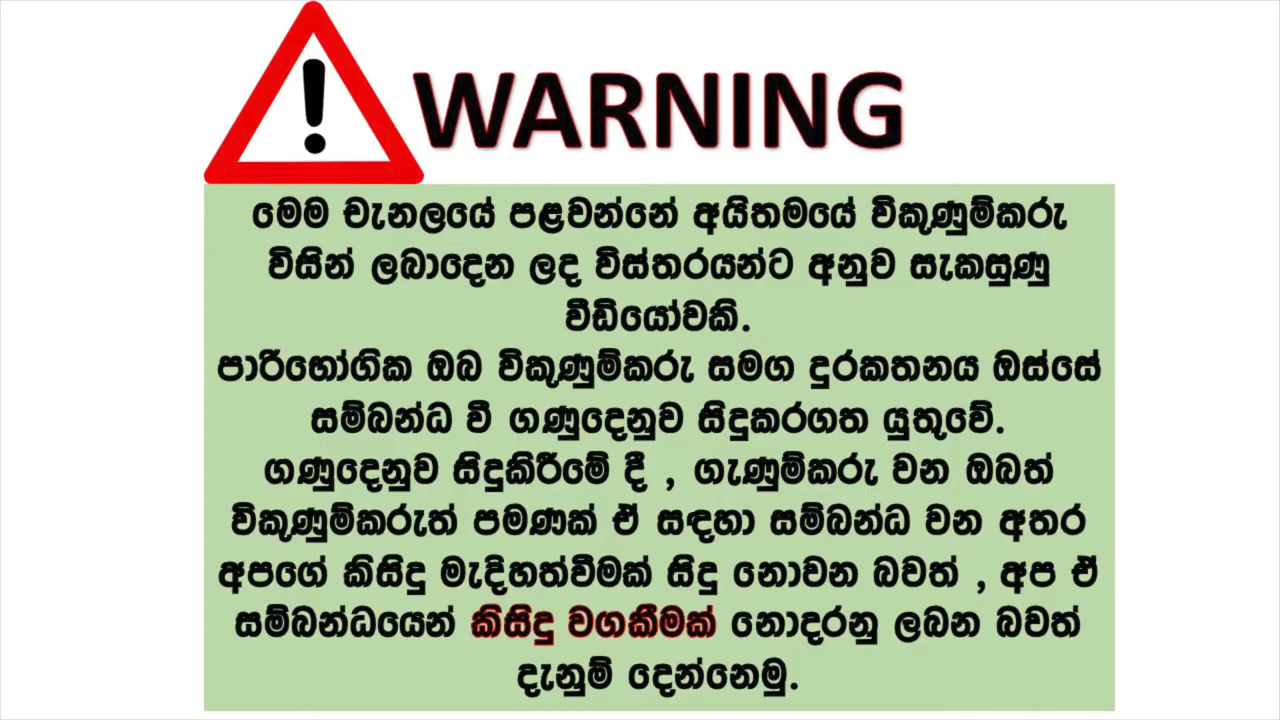 WARNING
මෙම චැනලයේ පළවන්නේ අයිතමයේ විකුණුම්කරු
විසින් ලබාදෙන ලද විස්තරයන්ට අනුව සැකසුණු
වීඩියෝවකි.
පාරිභෝගික ඔබ විකුණුම්කරු සමග දුරකතනය ඔස්සේ
සම්බන්ධ වී ගණුදෙනුව සිදුකරගත යුතුවේ.
ගණුදෙනුව සිදුකිරීමේ දී , ගැණුම්කරු වන ඔබත්
විකුණුම්කරුත් පමණක් ඒ සඳහා සම්බන්ධ වන අතර
අපගේ කිසිදු මැදිහත්වීමක් සිදු නොවන බවත් , අප ඒ
සම්බන්ධයෙන් කිසිදු වගකීමක් නොදරනු ලබන බවත්
දැනුම් දෙන්නෙමු.